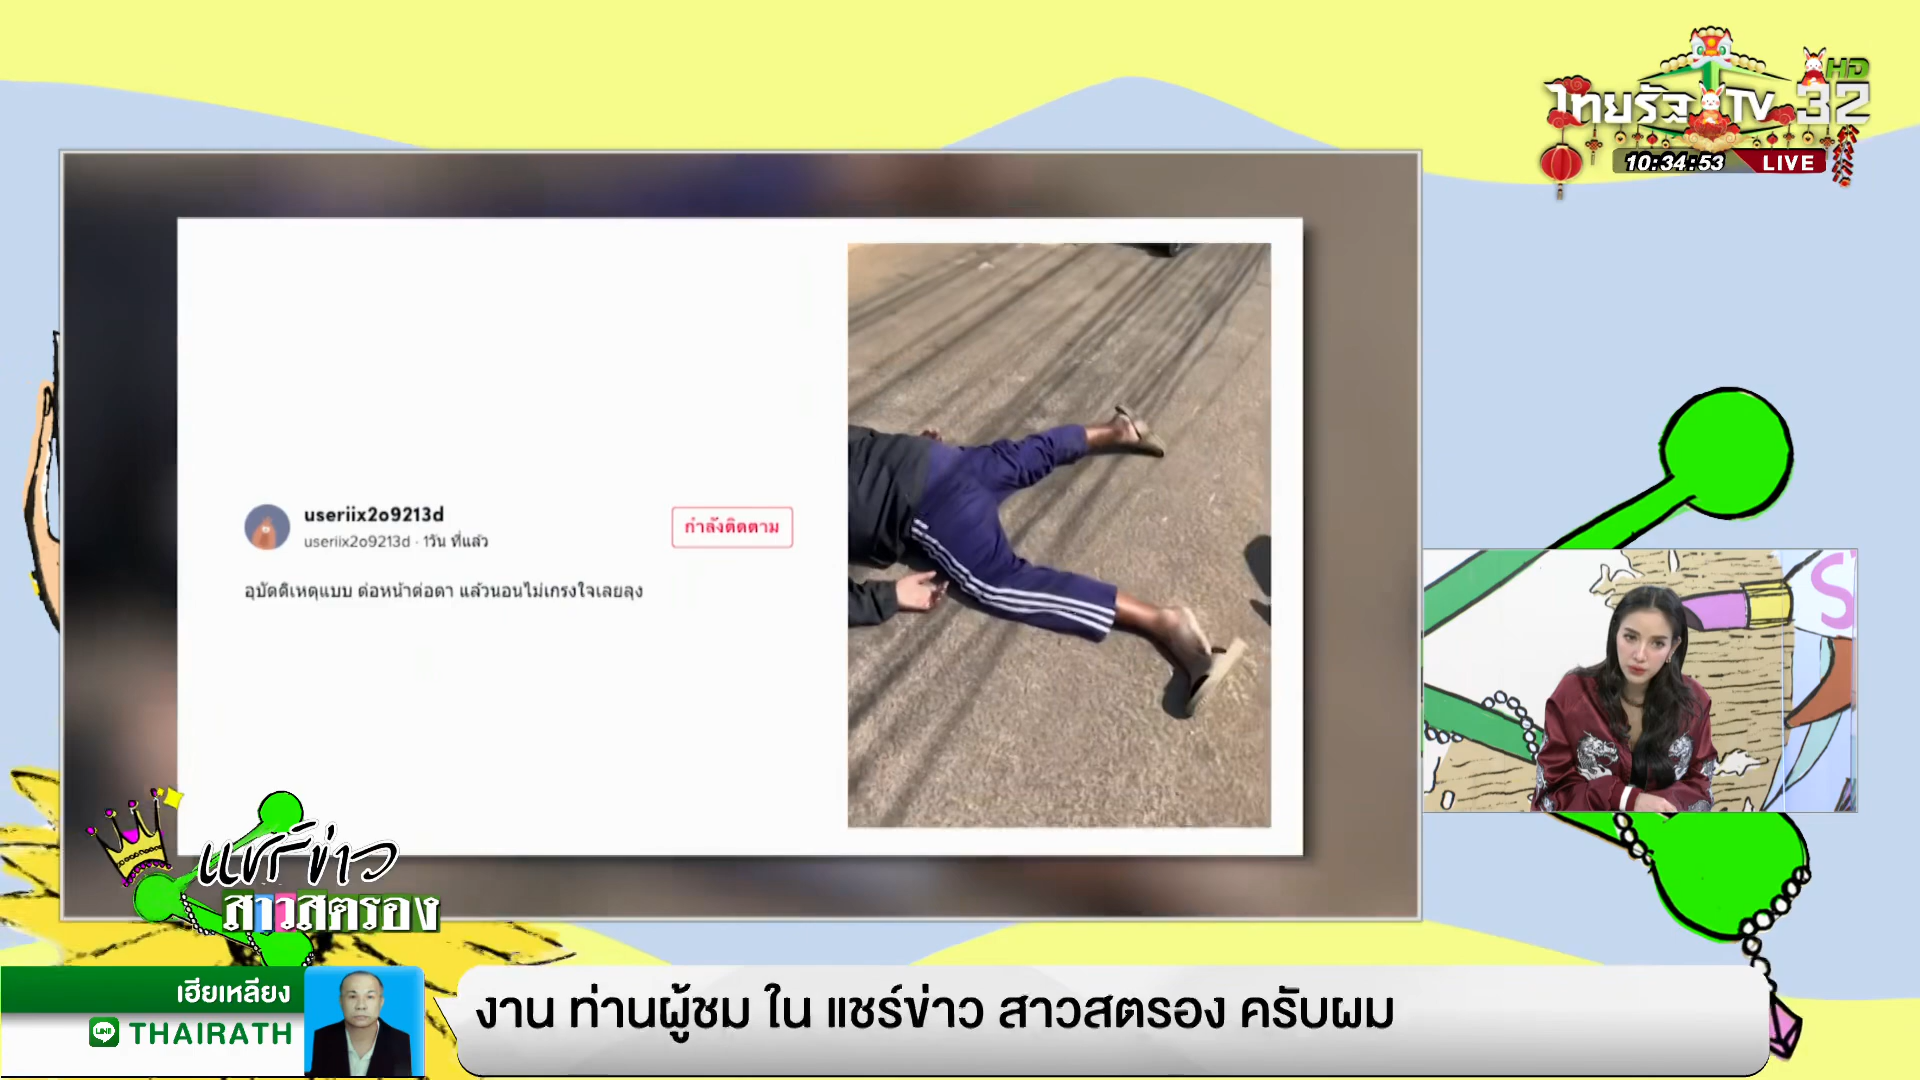 ไทยรัฐ TV 32 HD
10:34:53 LIVE
useriix2o9213d
useriix2o9213d · 1วัน ที่แล้ว
กำลังติดตาม
อุบัติเหตุแบบ ต่อหน้าต่อตา แล้วนอนไม่เกรงใจเลยลุง
S
แชร์ข่าว
สาวสตรอง
เฮียเหลียง
LINE THAIRATH
งาน ท่านผู้ชม ใน แชร์ข่าว สาวสตรอง ครับผม